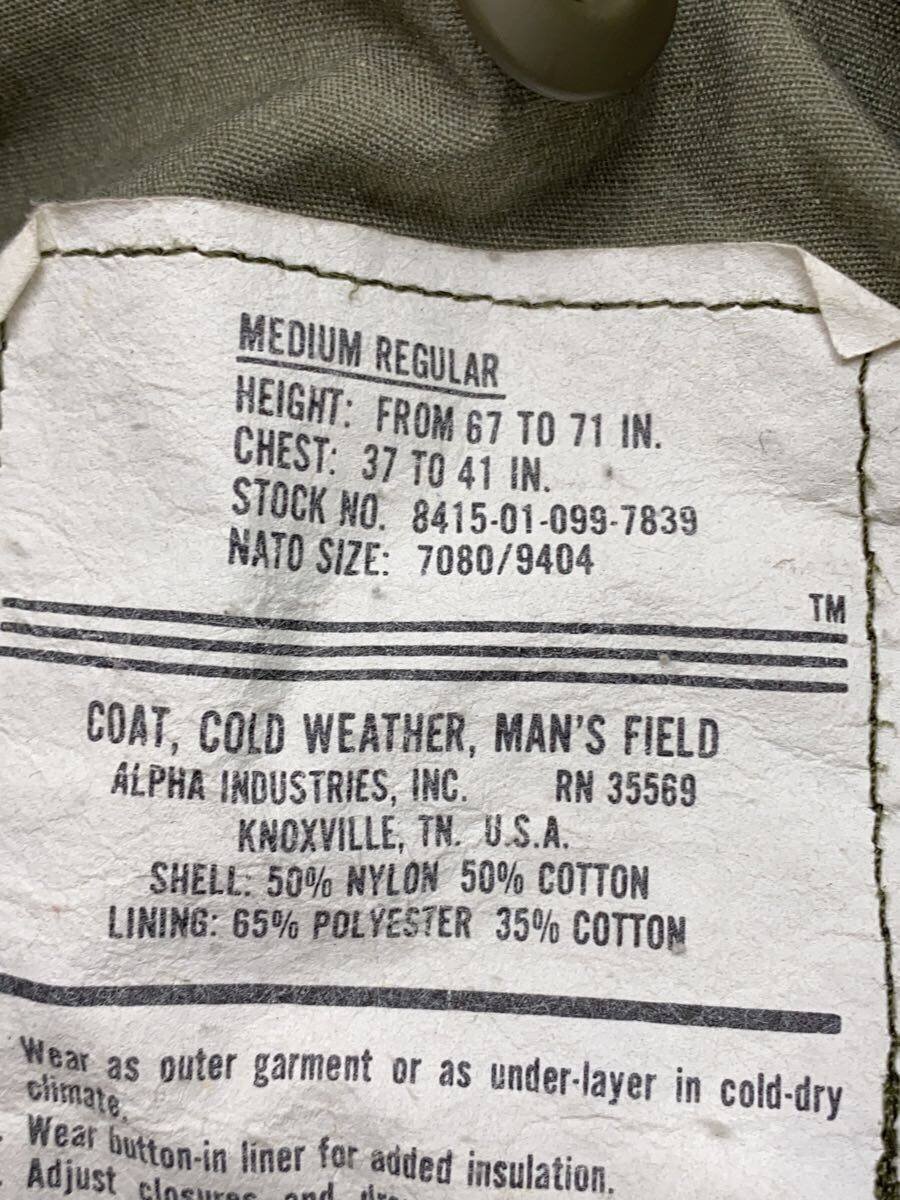 MEDIUM REGULAR
HEIGHT: FROM 67 TO 71 IN.
CHEST: 37 TO 41 IN.
STOCK NO. 8415-01-099-7839
NATO SIZE: 7080/9404
TM
COAT, COLD WEATHER, MAN'S FIELD
ALPHA INDUSTRIES, INC. RN 35569
KNOXVILLE, TN. U.S.A.
SHELL: 50% NYLON 50% COTTON
LINING: 65% POLYESTER 35% COTTON
Wear as outer garment or as under-layer in cold-dry
climate.
Wear button-in liner for added insulation.
Adjust closures and